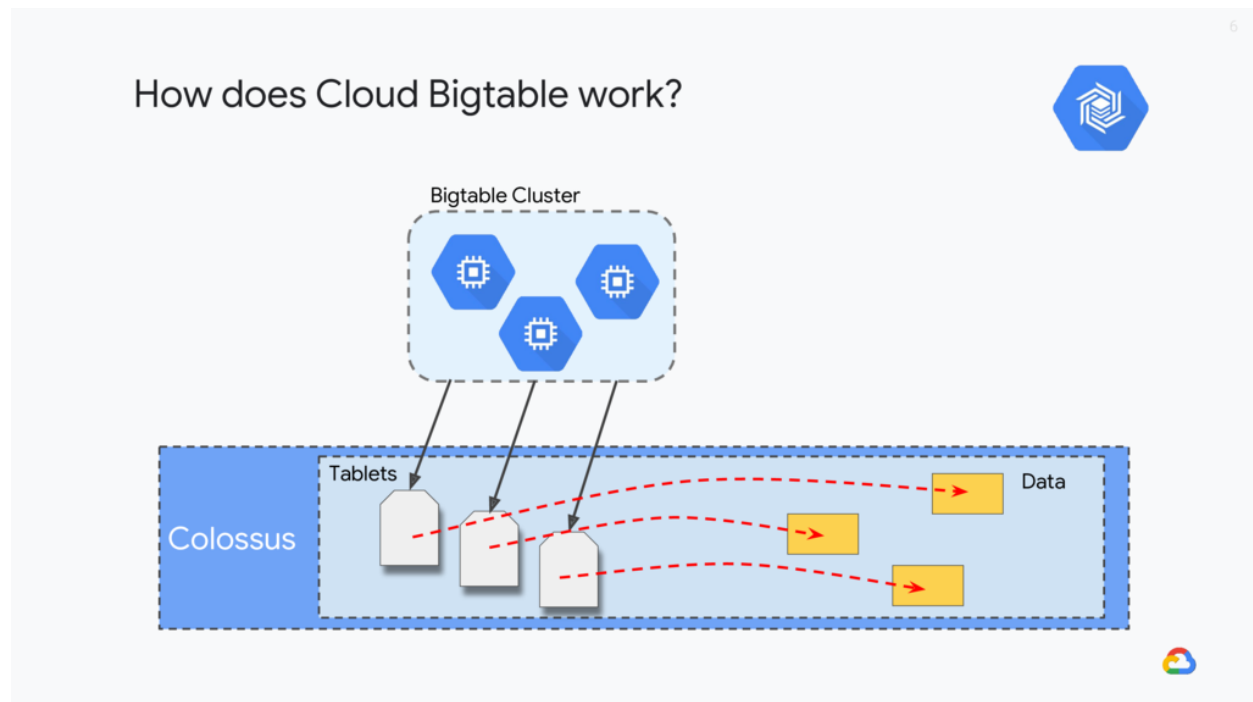 6
How does Cloud Bigtable work?
Bigtable Cluster
Tablets
Data
Colossus